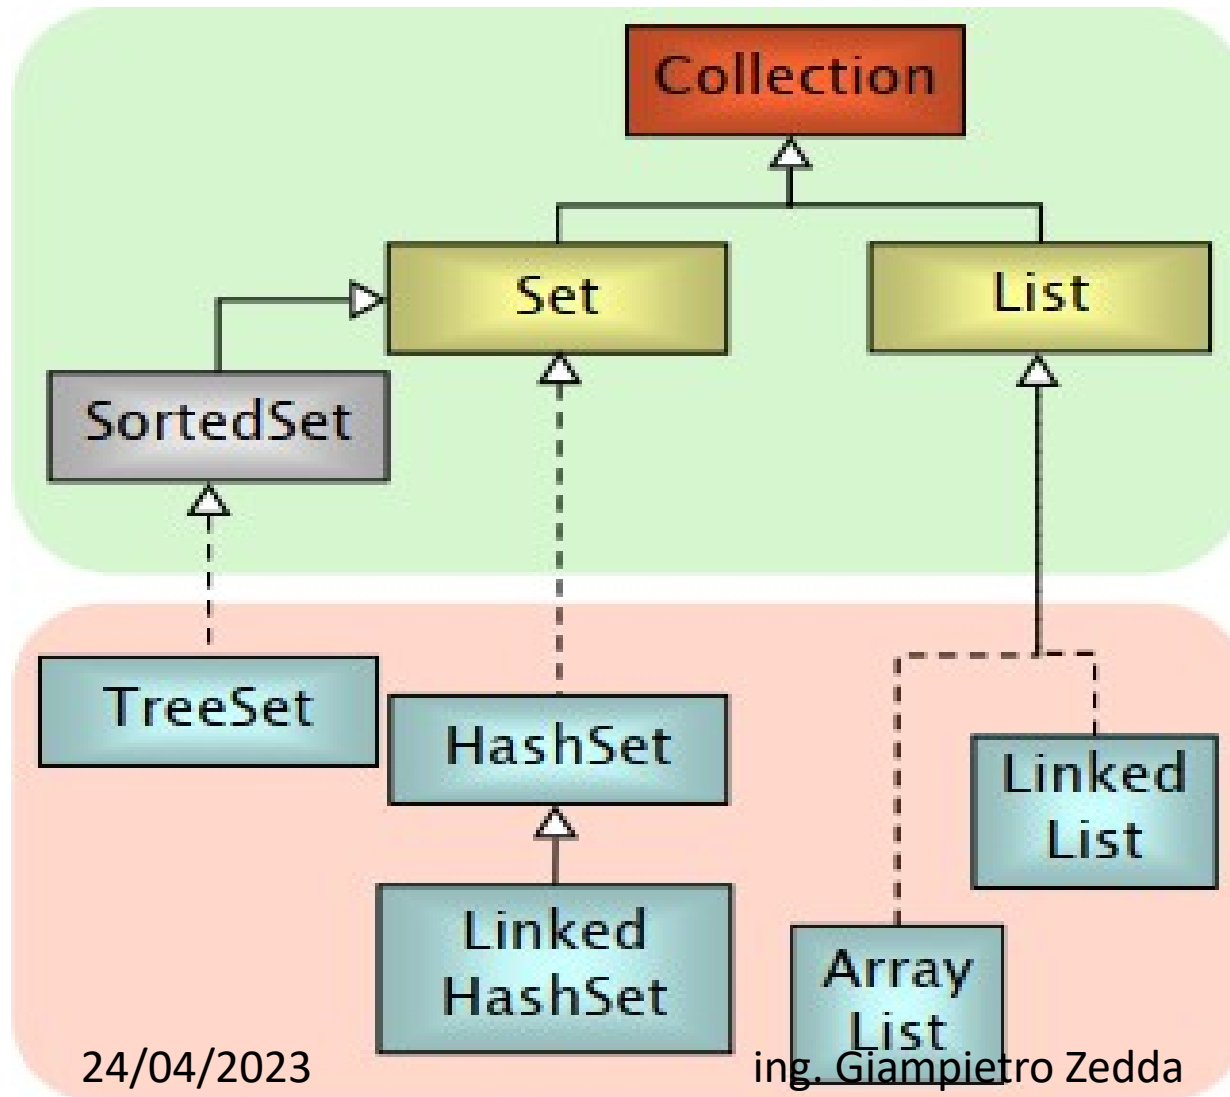 Collection
Set
List
SortedSet
TreeSet
HashSet
Linked
List
Linked
HashSet
Array
List
24/04/2023
ing. Giampietro Zedda